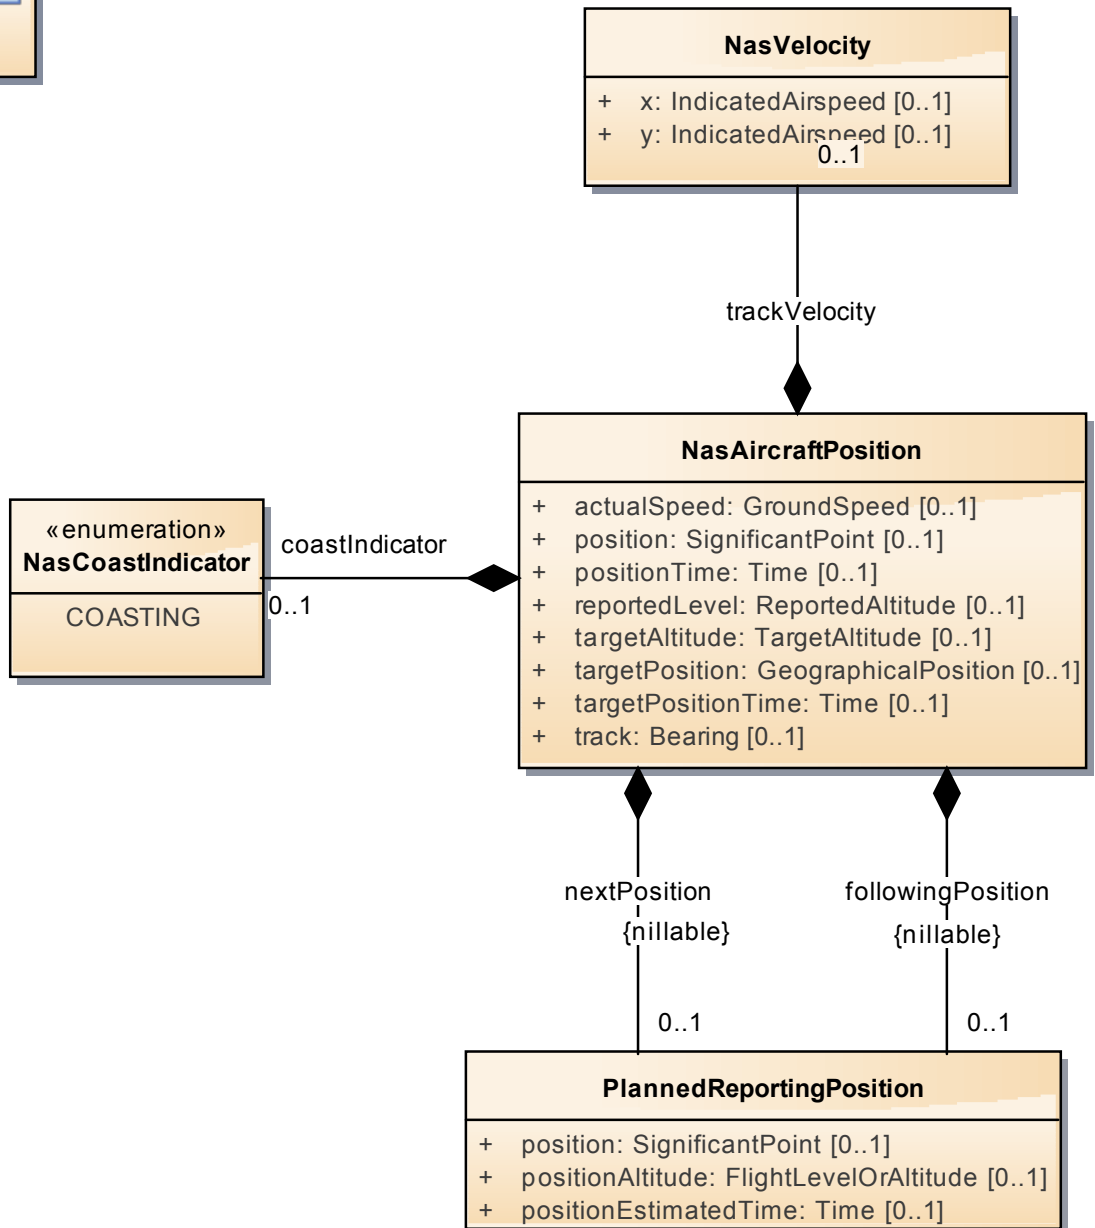 NasVelocity
+ x: IndicatedAirspeed [0..1]
+ y: IndicatedAirspeed [0..1]
0..1
trackVelocity
NasAircraftPosition
+ actualSpeed: GroundSpeed [0..1]
+ position: SignificantPoint [0..1]
+ positionTime: Time [0..1]
+ reportedLevel: ReportedAltitude [0..1]
+ targetAltitude: TargetAltitude [0..1]
+ targetPosition: GeographicalPosition [0..1]
+ targetPositionTime: Time [0..1]
+ track: Bearing [0..1]
«enumeration»
NasCoastIndicator
COASTING
coastIndicator
0..1
nextPosition
{nillable}
0..1
followingPosition
{nillable}
0..1
PlannedReportingPosition
+ position: SignificantPoint [0..1]
+ positionAltitude: FlightLevelOrAltitude [0..1]
+ positionEstimatedTime: Time [0..1]